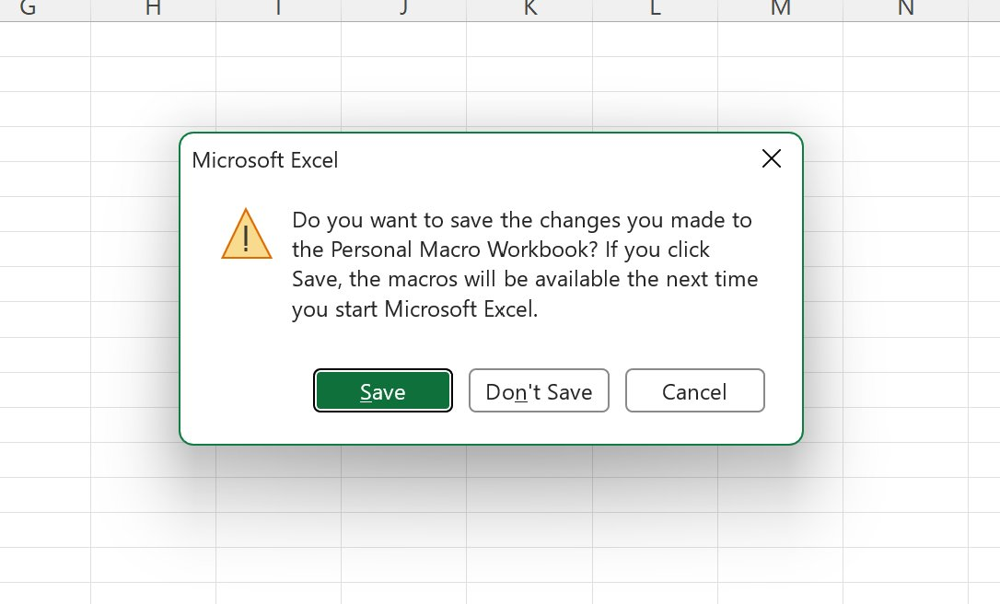 G H I J K L M N
Microsoft Excel
Do you want to save the changes you made to
the Personal Macro Workbook? If you click
Save, the macros will be available the next time
you start Microsoft Excel.
Save Don't Save Cancel